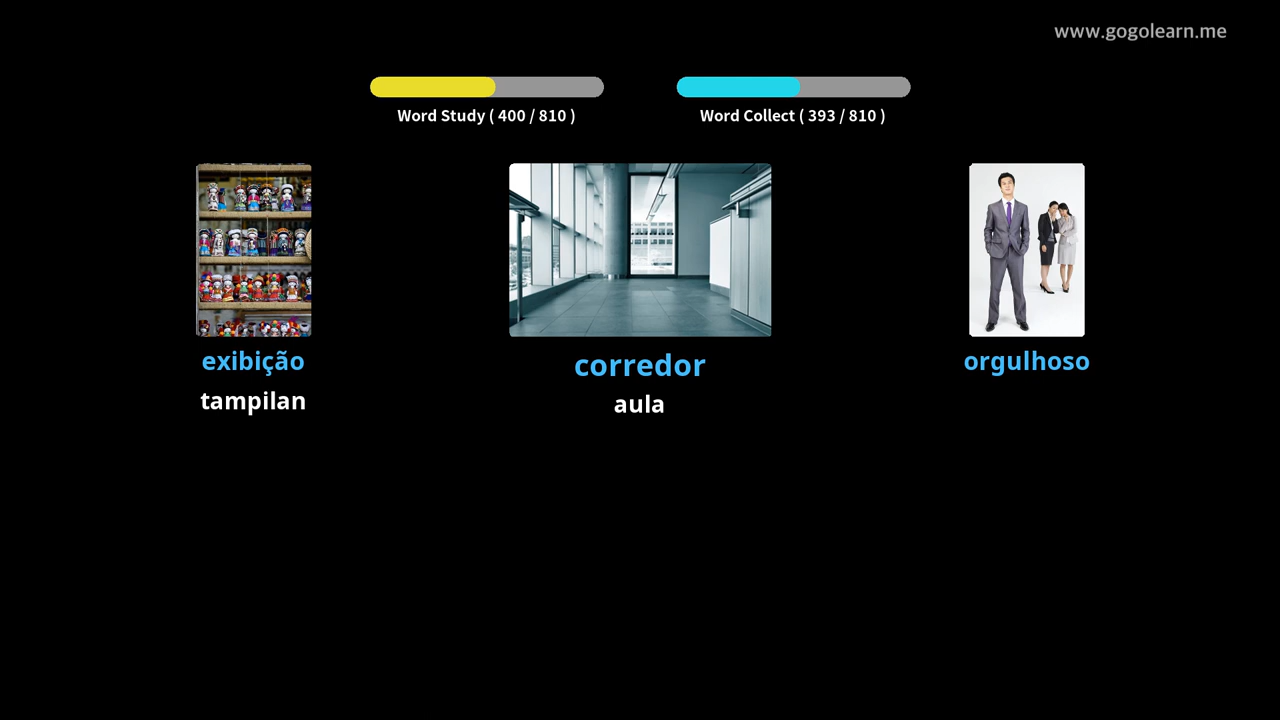 www.gogolearn.me
Word Study ( 400 / 810 )
Word Collect ( 393 / 810 )
exibição
tampilan
corredor
aula
orgulhoso